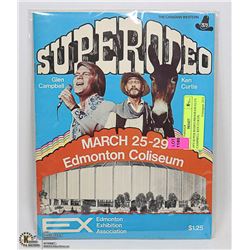 THE CANADIAN WESTERN
SUPERODEO
Glen
Campbell
Ken
Curtis
MARCH 25-29
Edmonton Coliseum
EX
Edmonton
Exhibition
Association
$1.25